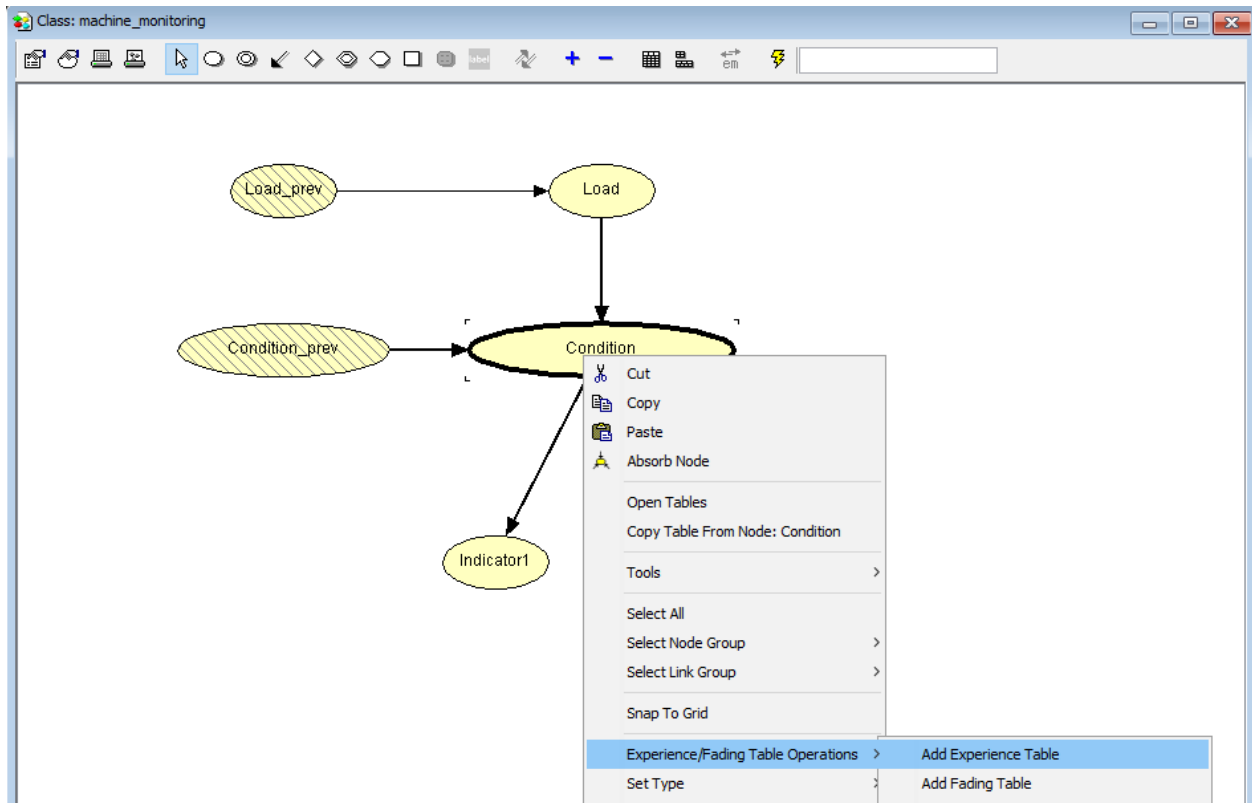 Class: machine_monitoring
label
em
Load_prev
Load
Condition_prev
Condition
Indicator1
Cut
Copy
Paste
Absorb Node
Open Tables
Copy Table From Node: Condition
Tools
Select All
Select Node Group
Select Link Group
Snap To Grid
Experience/Fading Table Operations
Add Experience Table
Set Type
Add Fading Table